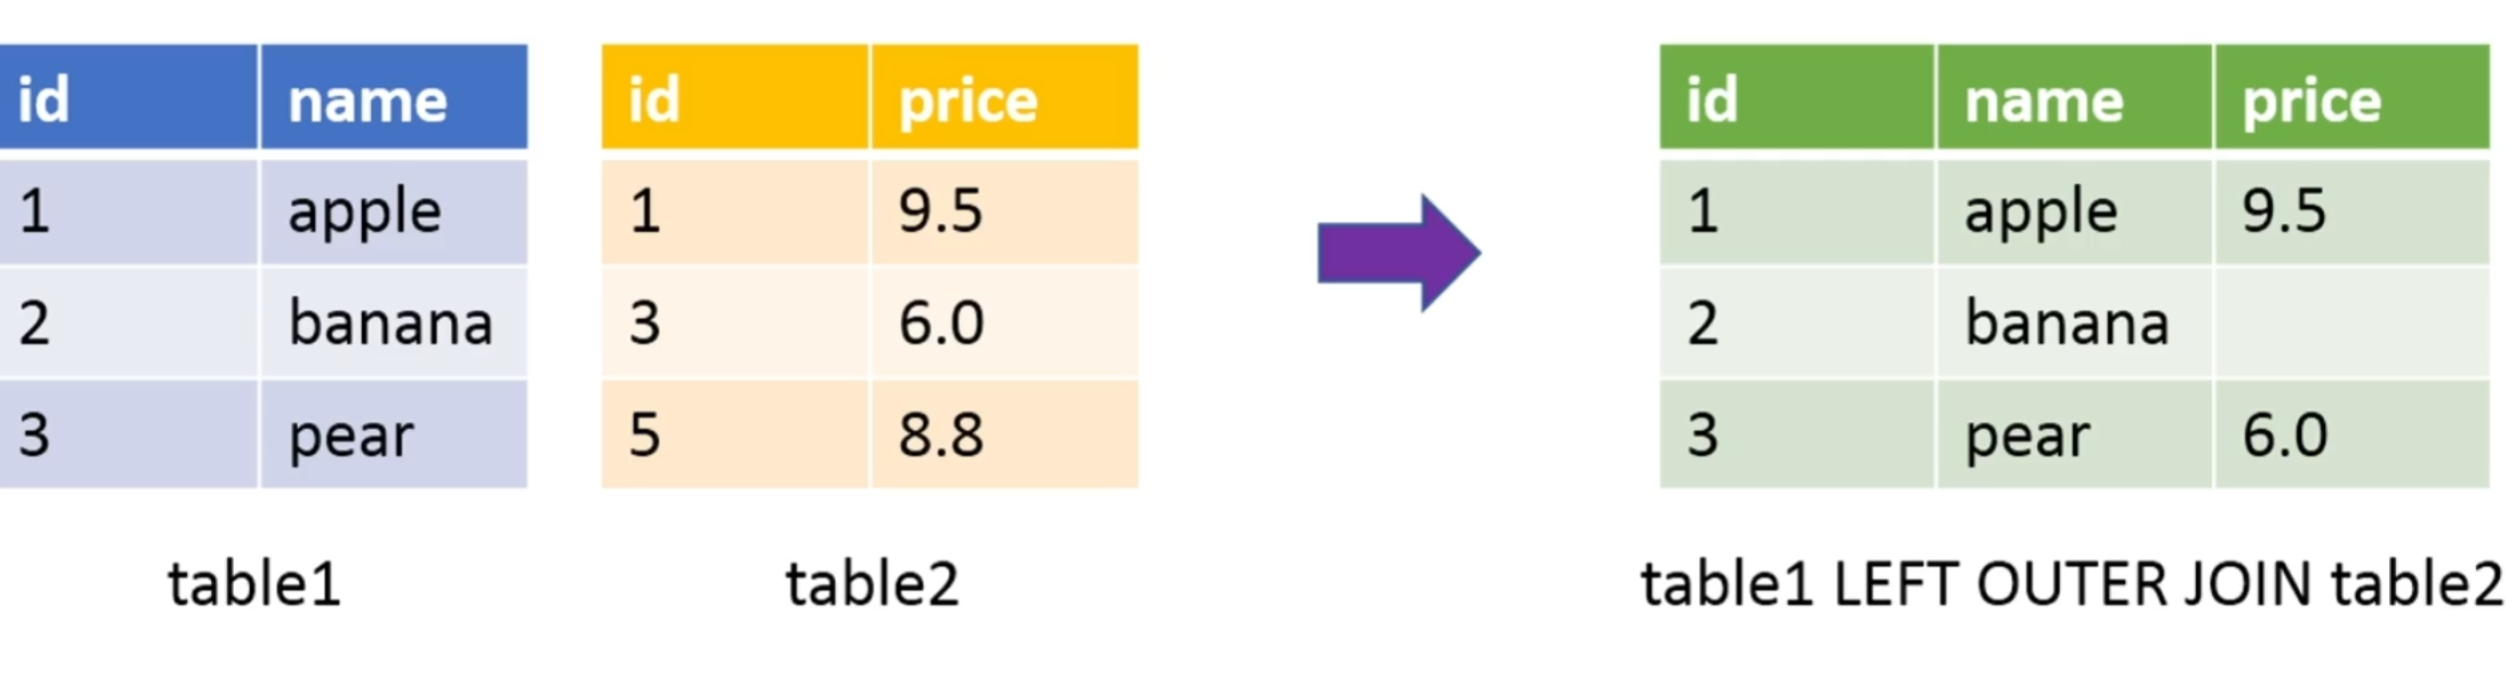 id name
1 apple
2 banana
3 pear
table1
id price
1 9.5
3 6.0
5 8.8
table2
id name price
1 apple 9.5
2 banana
3 pear 6.0
table1 LEFT OUTER JOIN table2